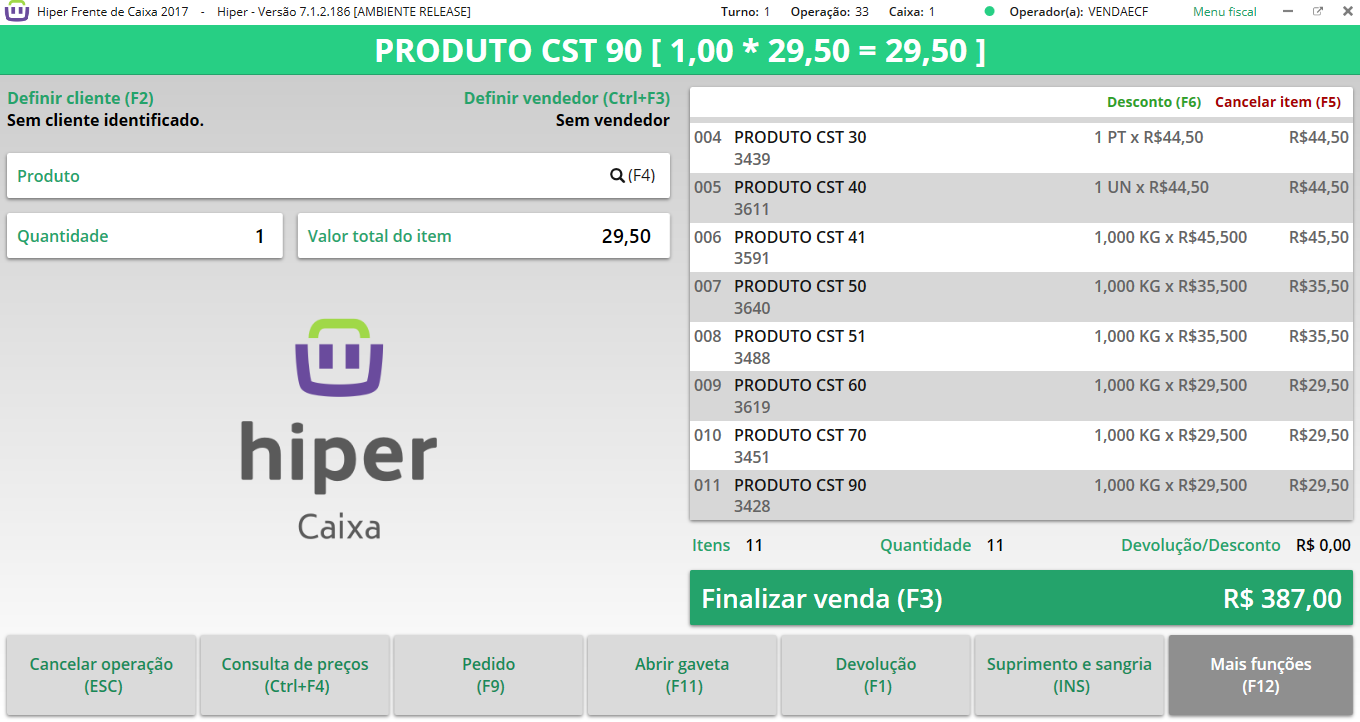 Hiper Frente de Caixa 2017 - Hiper - Versão 7.1.2.186 [AMBIENTE RELEASE] Turno: 1 Operação: 33 Caixa: 1 Operador(a): VENDAECF Menu fiscal
PRODUTO CST 90 [ 1,00 * 29,50 = 29,50 ]
Definir cliente (F2) Definir vendedor (Ctrl+F3)
Sem cliente identificado. Sem vendedor
Produto (F4)
Quantidade 1 Valor total do item 29,50
hiper
Caixa
Desconto (F6) Cancelar item (F5)
004 PRODUTO CST 30 1 PT x R$44,50 R$44,50
3439
005 PRODUTO CST 40 1 UN x R$44,50 R$44,50
3611
006 PRODUTO CST 41 1,000 KG x R$45,500 R$45,50
3591
007 PRODUTO CST 50 1,000 KG x R$35,500 R$35,50
3640
008 PRODUTO CST 51 1,000 KG x R$35,500 R$35,50
3488
009 PRODUTO CST 60 1,000 KG x R$29,500 R$29,50
3619
010 PRODUTO CST 70 1,000 KG x R$29,500 R$29,50
3451
011 PRODUTO CST 90 1,000 KG x R$29,500 R$29,50
3428
Itens 11 Quantidade 11 Devolução/Desconto R$ 0,00
Finalizar venda (F3) R$ 387,00
Cancelar operação Consulta de preços Pedido Abrir gaveta Devolução Suprimento e sangria Mais funções
(ESC) (Ctrl+F4) (F9) (F11) (F1) (INS) (F12)